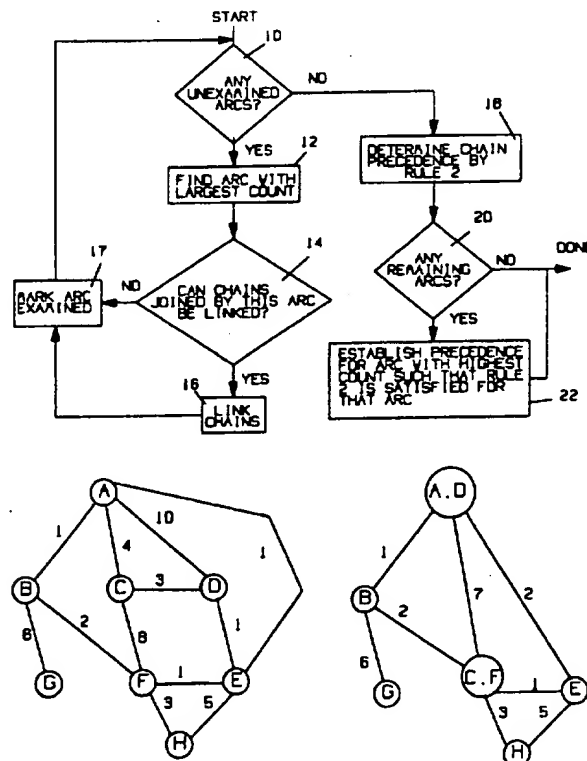 START
10
ANY
UNEXAMINED
ARCS?
NO
YES
12
FIND ARC WITH
LARGEST COUNT
14
CAN CHAINS
JOINED BY THIS ARC
BE LINKED?
NO
17
MARK ARC
EXAMINED
YES
16
LINK
CHAINS
18
DETERMINE CHAIN
PRECEDENCE BY
RULE 2
20
ANY
REMAINING
ARCS?
NO
DONE
YES
ESTABLISH PRECEDENCE
FOR ARC WITH HIGHEST
COUNT SUCH THAT RULE
2 IS SATISFIED FOR
THAT ARC
22
A
1
4
10
1
B
C
3
D
6
2
8
1
G
F
1
E
3
5
H
A.D
1
7
2
B
2
6
G
C.F
1
E
3
5
H